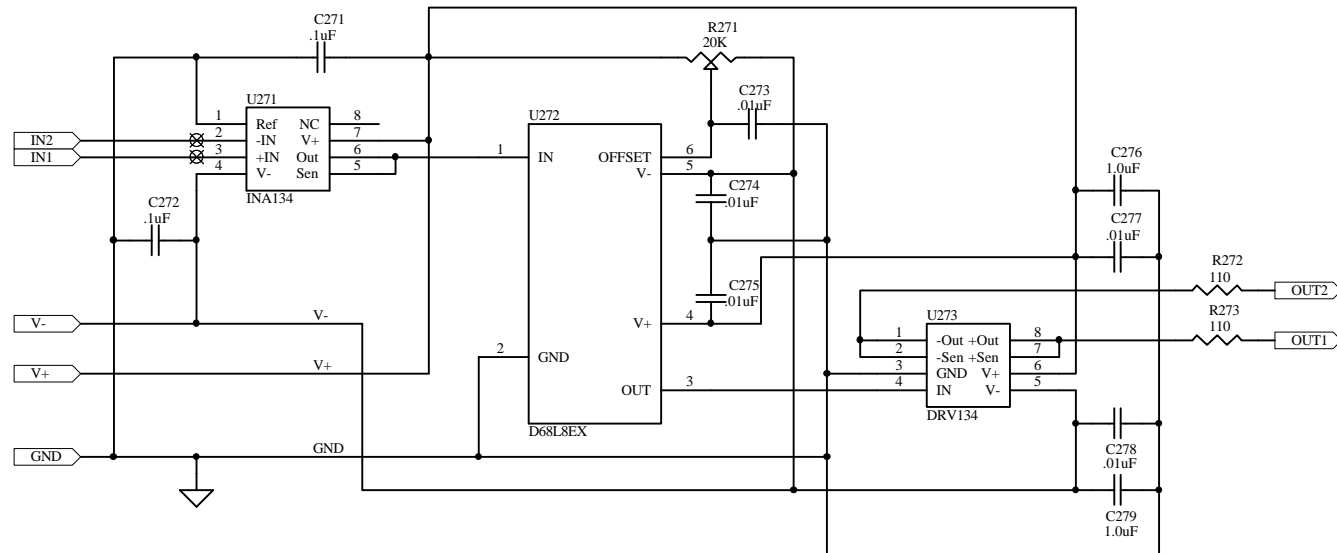 C271
.1uF
R271
20K
U271
C273
.01uF
U272
1 Ref NC 8
IN2 2 -IN V+ 7
IN1 3 +IN Out 6
4 V- Sen 5
INA134
1 IN OFFSET 6
V- 5
C276
1.0uF
C274
.01uF
C272
.1uF
C277
.01uF
C275
.01uF
R272
110
OUT2
V- V-
V+ 4
U273
R273
110
1 -Out +Out 8
OUT1
2 -Sen +Sen 7
2 GND
V+ V+
3 GND V+ 6
OUT 3
4 IN V- 5
DRV134
D68L8EX
GND GND
C278
.01uF
C279
1.0uF